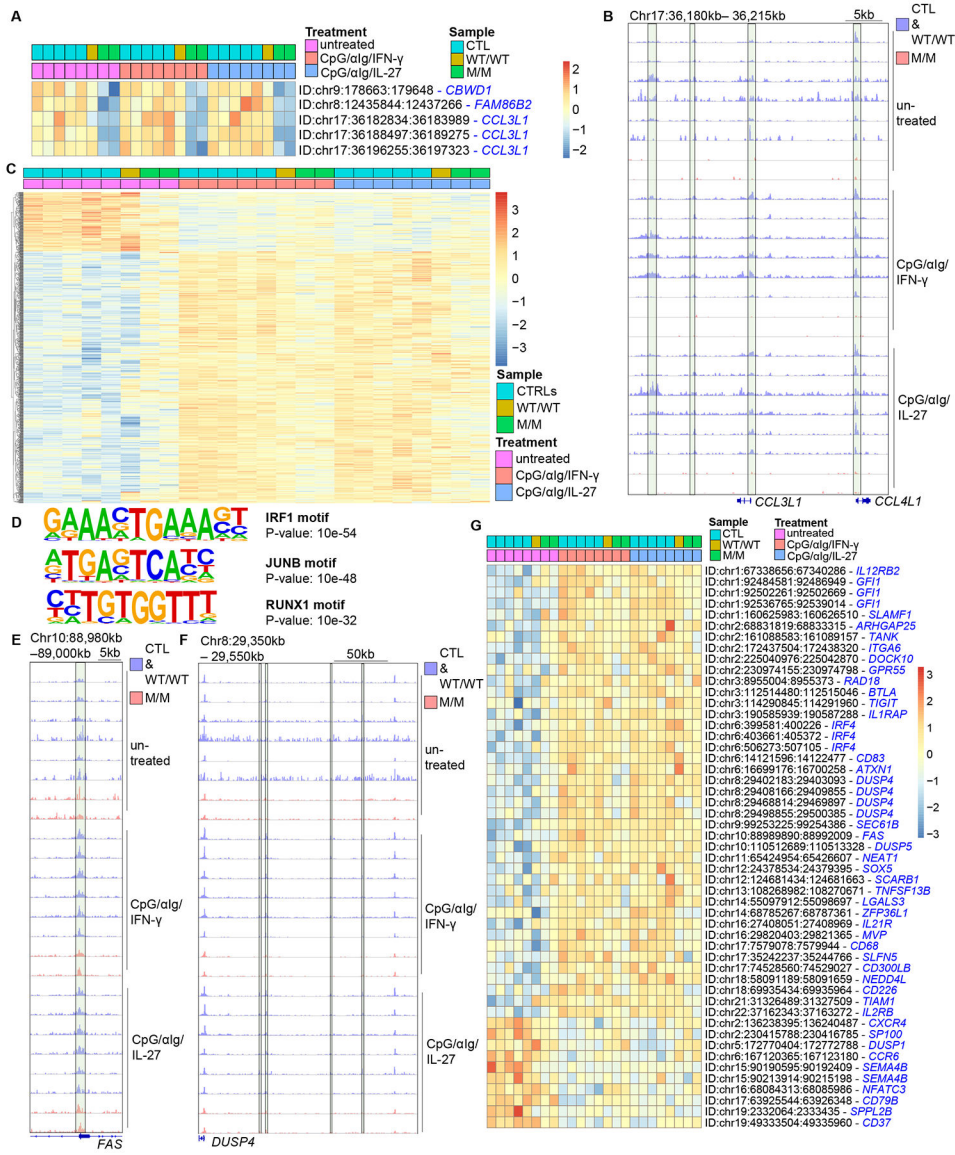 A
Treatment
untreated
CpG/αIg/IFN-γ
CpG/αIg/IL-27
Sample
CTL
WT/WT
M/M
ID:chr9:178663:179648 - CBWD1
ID:chr8:12435844:12437266 - FAM86B2
ID:chr17:36182834:36183989 - CCL3L1
ID:chr17:36188497:36189275 - CCL3L1
ID:chr17:36196255:36197323 - CCL3L1
2
1
0
−1
−2
B
Chr17:36,180kb– 36,215kb
5kb
CTL
&
WT/WT
M/M
un-
treated
CpG/αIg/
IFN-γ
CpG/αIg/
IL-27
CCL3L1
CCL4L1
C
3
2
1
0
−1
−2
−3
Sample
CTRLs
WT/WT
M/M
Treatment
untreated
CpG/αIg/IFN-γ
CpG/αIg/IL-27
D
GAAACTGAAAGT
IRF1 motif
P-value: 10e-54
ATGAGTCATC
JUNB motif
P-value: 10e-48
CTTGTGGTTT
RUNX1 motif
P-value: 10e-32
E
Chr10:88,980kb
–89,000kb
5kb
CTL
&
WT/WT
M/M
un-
treated
CpG/αIg/
IFN-γ
CpG/αIg/
IL-27
FAS
F
Chr8:29,350kb
– 29,550kb
50kb
CTL
&
WT/WT
M/M
un-
treated
CpG/αIg/
IFN-γ
CpG/αIg/
IL-27
DUSP4
G
Sample
CTL
WT/WT
M/M
Treatment
untreated
CpG/αIg/IFN-γ
CpG/αIg/IL-27
ID:chr1:67338656:67340286 - IL12RB2
ID:chr1:92484581:92486949 - GFI1
ID:chr1:92502261:92502669 - GFI1
ID:chr1:92536765:92539014 - GFI1
ID:chr1:160625983:160626510 - SLAMF1
ID:chr2:68831819:68833315 - ARHGAP25
ID:chr2:161088583:161089157 - TANK
ID:chr2:172437504:172438320 - ITGA6
ID:chr2:225040976:225042870 - DOCK10
ID:chr2:230974155:230974798 - GPR55
ID:chr3:8955004:8955373 - RAD18
ID:chr3:112514480:112515046 - BTLA
ID:chr3:114290845:114291960 - TIGIT
ID:chr3:190585939:190587288 - IL1RAP
ID:chr6:399581:400226 - IRF4
ID:chr6:403661:405372 - IRF4
ID:chr6:506273:507105 - IRF4
ID:chr6:14121596:14122477 - CD83
ID:chr6:16699176:16700258 - ATXN1
ID:chr8:29402183:29403093 - DUSP4
ID:chr8:29408166:29409855 - DUSP4
ID:chr8:29468814:29469897 - DUSP4
ID:chr8:29498855:29500385 - DUSP4
ID:chr9:99253225:99254386 - SEC61B
ID:chr10:88989890:88992009 - FAS
ID:chr10:110512689:110513328 - DUSP5
ID:chr11:65424954:65426607 - NEAT1
ID:chr12:24378534:24379395 - SOX5
ID:chr12:124681434:124681663 - SCARB1
ID:chr13:108268982:108270671 - TNFSF13B
ID:chr14:55097912:55098697 - LGALS3
ID:chr14:68785267:68787361 - ZFP36L1
ID:chr16:27408051:27408969 - IL21R
ID:chr16:29820403:29821365 - MVP
ID:chr17:7579078:7579944 - CD68
ID:chr17:35242237:35244766 - SLFN5
ID:chr17:74528560:74529027 - CD300LB
ID:chr18:58091189:58091659 - NEDD4L
ID:chr18:69935434:69935964 - CD226
ID:chr21:31326489:31327509 - TIAM1
ID:chr22:37162343:37163272 - IL2RB
ID:chr2:136238395:136240487 - CXCR4
ID:chr2:230415788:230416785 - SP100
ID:chr5:172770404:172772788 - DUSP1
ID:chr6:167120365:167123180 - CCR6
ID:chr15:90190595:90192409 - SEMA4B
ID:chr15:90213914:90215198 - SEMA4B
ID:chr16:68084313:68085986 - NFATC3
ID:chr17:63925544:63926348 - CD79B
ID:chr19:2332064:2333435 - SPPL2B
ID:chr19:49333504:49335960 - CD37
3
2
1
0
−1
−2
−3